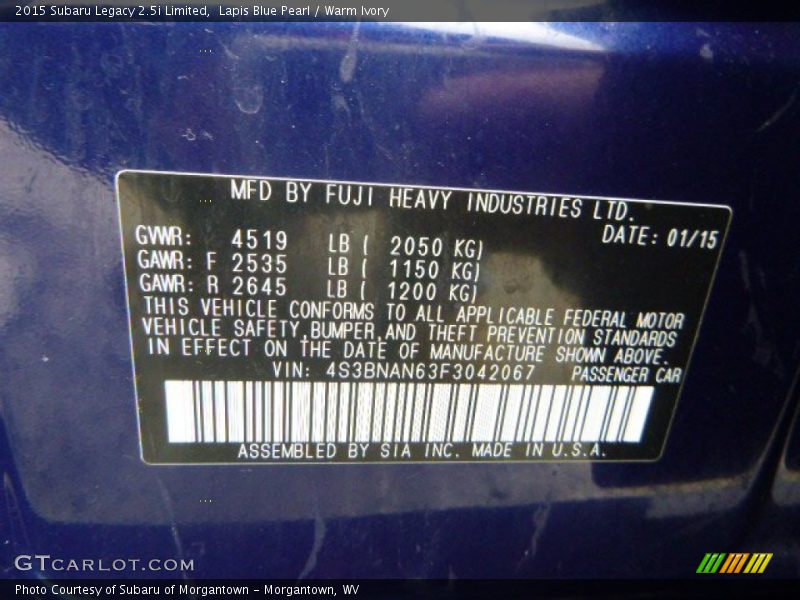 2015 Subaru Legacy 2.5i Limited, Lapis Blue Pearl / Warm Ivory
MFD BY FUJI HEAVY INDUSTRIES LTD.
DATE: 01/15
GVWR: 4519 LB ( 2050 KG)
GAWR: F 2535 LB ( 1150 KG)
GAWR: R 2645 LB ( 1200 KG)
THIS VEHICLE CONFORMS TO ALL APPLICABLE FEDERAL MOTOR
VEHICLE SAFETY,BUMPER,AND THEFT PREVENTION STANDARDS
IN EFFECT ON THE DATE OF MANUFACTURE SHOWN ABOVE.
VIN: 4S3BNAN63F3042067 PASSENGER CAR
ASSEMBLED BY SIA INC. MADE IN U.S.A.
GTCARLOT.COM
Photo Courtesy of Subaru of Morgantown - Morgantown, WV